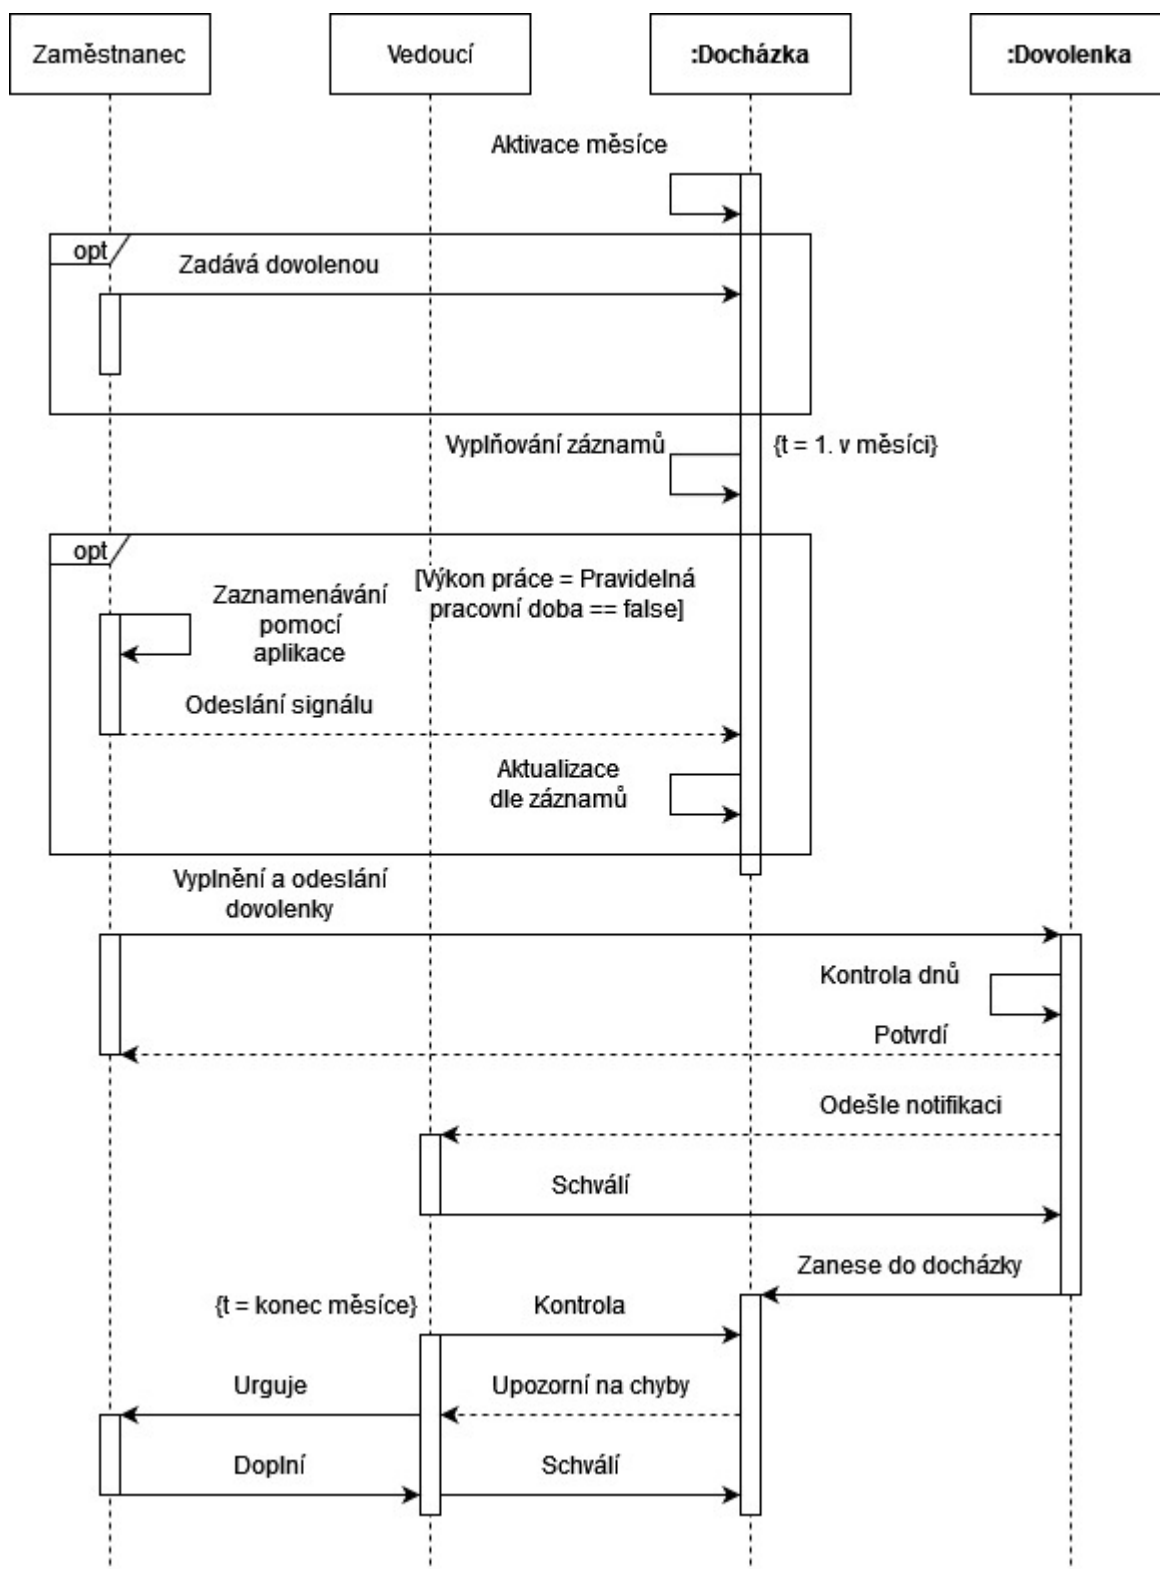 Zaměstnanec
Vedoucí
:Docházka
:Dovolenka
Aktivace měsíce
opt
Zadává dovolenou
Vyplňování záznamů
{t = 1. v měsíci}
opt
[Výkon práce = Pravidelná
pracovní doba == false]
Zaznamenávání
pomocí
aplikace
Odeslání signálu
Aktualizace
dle záznamů
Vyplnění a odeslání
dovolenky
Kontrola dnů
Potvrdí
Odešle notifikaci
Schválí
Zanese do docházky
{t = konec měsíce}
Kontrola
Urguje
Upozorní na chyby
Doplní
Schválí